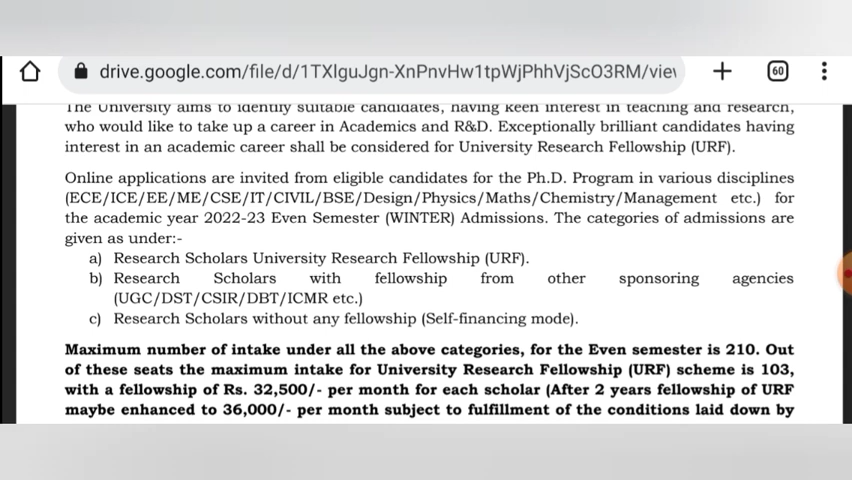 drive.google.com/file/d/1TXlguJgn-XnPnvHw1tpWjPhhVjScO3RM/view
60
The University aims to identify suitable candidates, having keen interest in teaching and research,
who would like to take up a career in Academics and R&D. Exceptionally brilliant candidates having
interest in an academic career shall be considered for University Research Fellowship (URF).
Online applications are invited from eligible candidates for the Ph.D. Program in various disciplines
(ECE/ICE/EE/ME/CSE/IT/CIVIL/BSE/Design/Physics/Maths/Chemistry/Management etc.) for
the academic year 2022-23 Even Semester (WINTER) Admissions. The categories of admissions are
given as under:-
a) Research Scholars University Research Fellowship (URF).
b) Research Scholars with fellowship from other sponsoring agencies
(UGC/DST/CSIR/DBT/ICMR etc.)
c) Research Scholars without any fellowship (Self-financing mode).
Maximum number of intake under all the above categories, for the Even semester is 210. Out
of these seats the maximum intake for University Research Fellowship (URF) scheme is 103,
with a fellowship of Rs. 32,500/- per month for each scholar (After 2 years fellowship of URF
maybe enhanced to 36,000/- per month subject to fulfillment of the conditions laid down by